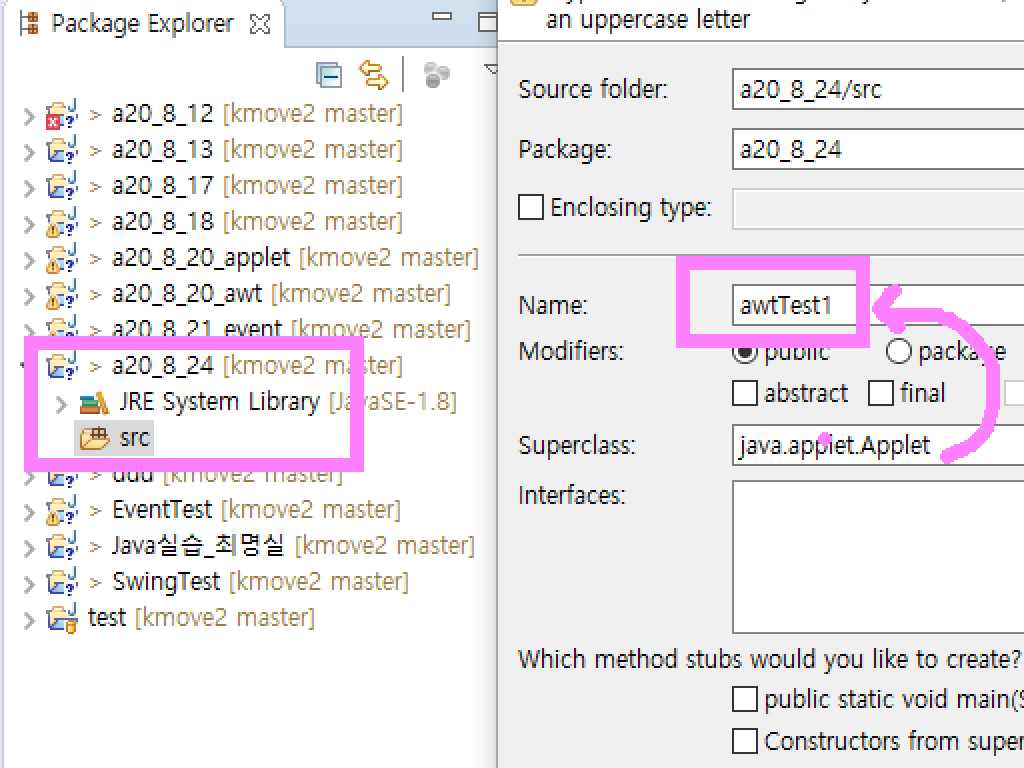 Package Explorer
> a20_8_12 [kmove2 master]
> a20_8_13 [kmove2 master]
> a20_8_17 [kmove2 master]
> a20_8_18 [kmove2 master]
> a20_8_20_applet [kmove2 master]
> a20_8_20_awt [kmove2 master]
> a20_8_21_event [kmove2 master]
> a20_8_24 [kmove2 master]
JRE System Library [JavaSE-1.8]
src
> ddd [kmove2 master]
> EventTest [kmove2 master]
> Java실습_최명실 [kmove2 master]
> SwingTest [kmove2 master]
test [kmove2 master]
an uppercase letter
Source folder: a20_8_24/src
Package: a20_8_24
Enclosing type:
Name: awtTest1
Modifiers: public package
abstract final
Superclass: java.applet.Applet
Interfaces:
Which method stubs would you like to create?
public static void main(S
Constructors from super